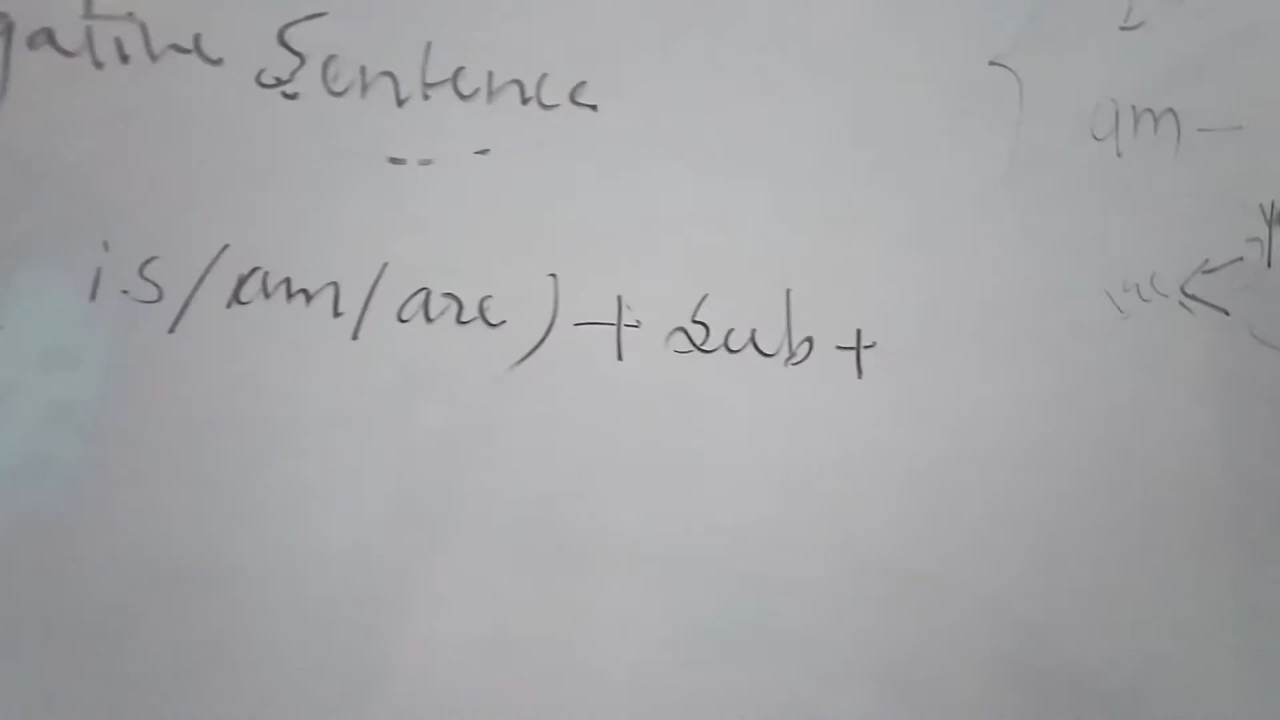 gative Sentence
is/am/are) + Sub +
am -